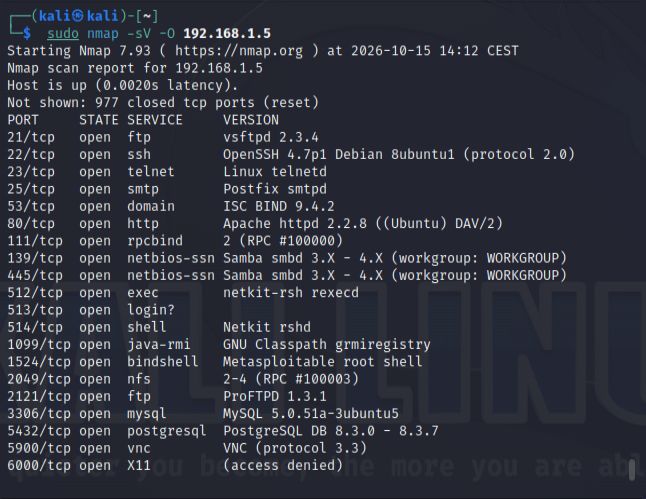 ┌──(kali㉿kali)-[~]
└─$ sudo nmap -sV -O 192.168.1.5
Starting Nmap 7.93 ( https://nmap.org ) at 2026-10-15 14:12 CEST
Nmap scan report for 192.168.1.5
Host is up (0.0020s latency).
Not shown: 977 closed tcp ports (reset)
PORT     STATE SERVICE     VERSION
21/tcp   open  ftp         vsftpd 2.3.4
22/tcp   open  ssh         OpenSSH 4.7p1 Debian 8ubuntu1 (protocol 2.0)
23/tcp   open  telnet      Linux telnetd
25/tcp   open  smtp        Postfix smtpd
53/tcp   open  domain      ISC BIND 9.4.2
80/tcp   open  http        Apache httpd 2.2.8 ((Ubuntu) DAV/2)
111/tcp  open  rpcbind     2 (RPC #100000)
139/tcp  open  netbios-ssn Samba smbd 3.X - 4.X (workgroup: WORKGROUP)
445/tcp  open  netbios-ssn Samba smbd 3.X - 4.X (workgroup: WORKGROUP)
512/tcp  open  exec        netkit-rsh rexecd
513/tcp  open  login?
514/tcp  open  shell       Netkit rshd
1099/tcp open  java-rmi    GNU Classpath grmiregistry
1524/tcp open  bindshell   Metasploitable root shell
2049/tcp open  nfs         2-4 (RPC #100003)
2121/tcp open  ftp         ProFTPD 1.3.1
3306/tcp open  mysql       MySQL 5.0.51a-3ubuntu5
5432/tcp open  postgresql  PostgreSQL DB 8.3.0 - 8.3.7
5900/tcp open  vnc         VNC (protocol 3.3)
6000/tcp open  X11         (access denied)
KALI LINU
you become, the more you are abl